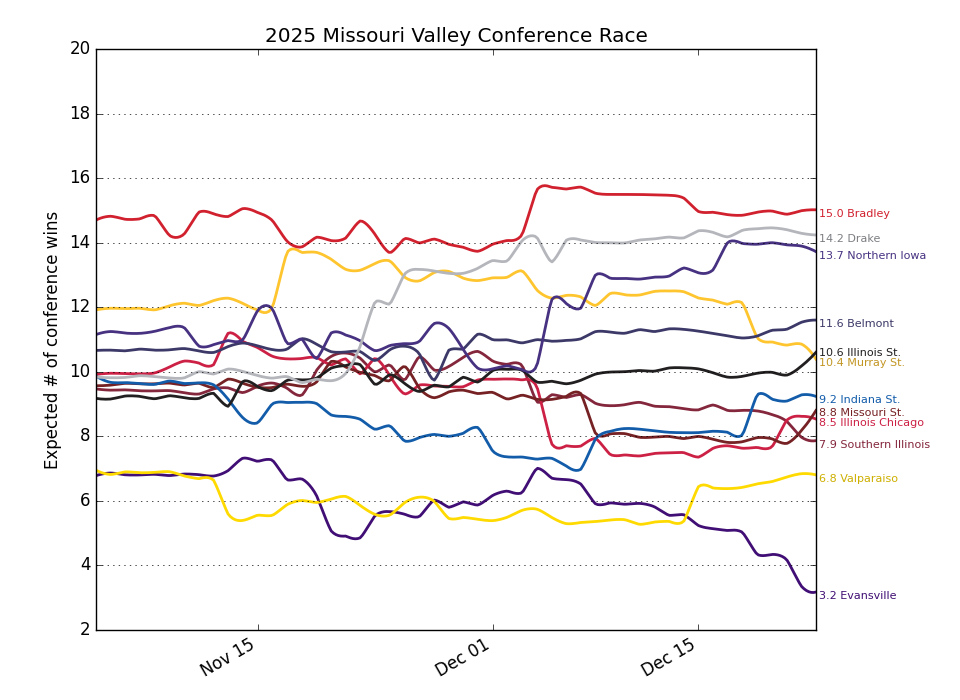 2025 Missouri Valley Conference Race
Expected # of conference wins
20
18
16
14
12
10
8
6
4
2
15.0 Bradley
14.2 Drake
13.7 Northern Iowa
11.6 Belmont
10.6 Illinois St.
10.4 Murray St.
9.2 Indiana St.
8.8 Missouri St.
8.5 Illinois Chicago
7.9 Southern Illinois
6.8 Valparaiso
3.2 Evansville
Nov 15
Dec 01
Dec 15